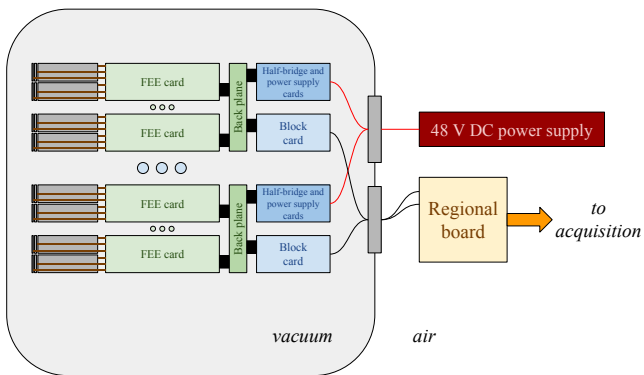 FEE card
Back plane
Half-bridge and
power supply
cards
FEE card
Block
card
48 V DC power supply
FEE card
Back plane
Half-bridge and
power supply
cards
FEE card
Block
card
Regional
board
to
acquisition
vacuum
air